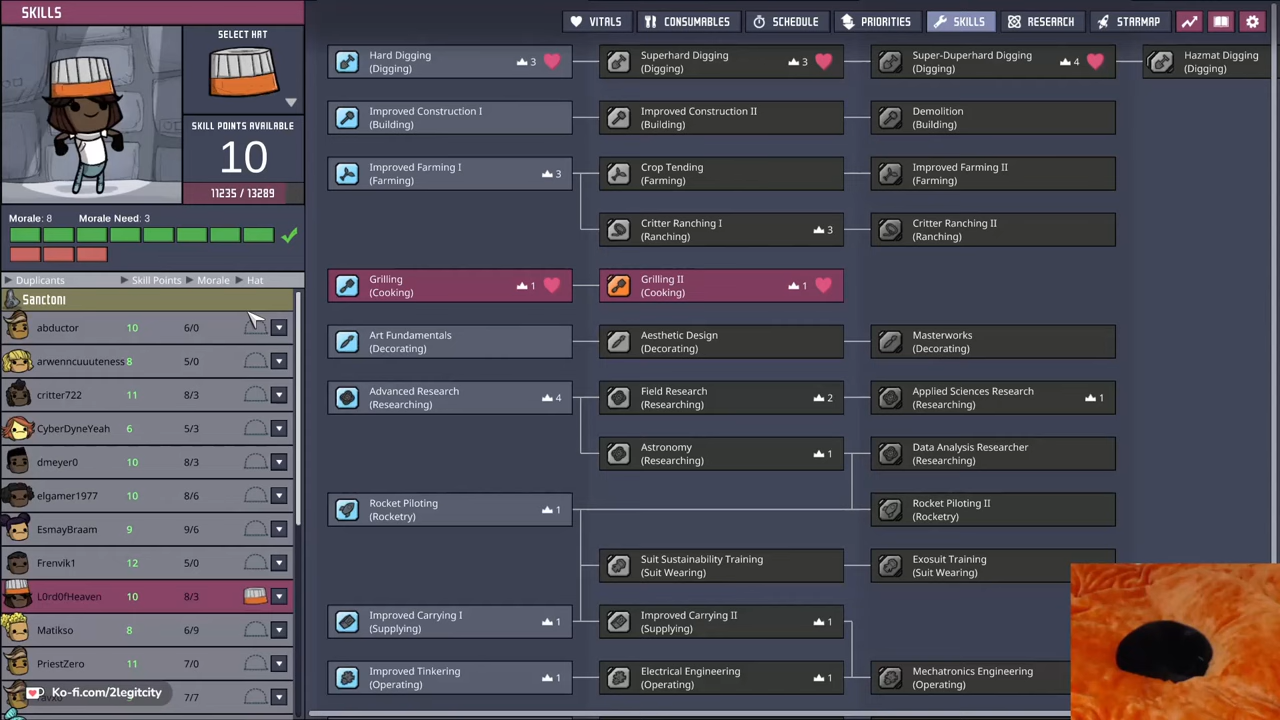 SKILLS
VITALS
CONSUMABLES
SCHEDULE
PRIORITIES
SKILLS
RESEARCH
STARMAP
SELECT HAT
SKILL POINTS AVAILABLE
10
11235 / 13289
Morale: 8 Morale Need: 3
Duplicants Skill Points Morale Hat
Sanctoni
abductor 10 6/0
arwenncuuuteness 8 5/0
critter722 11 8/3
CyberDyneYeah 6 5/3
dmeyer0 10 8/3
elgamer1977 10 8/6
EsmayBraam 9 9/6
Frenvik1 12 5/0
L0rd0fHeaven 10 8/3
Matikso 8 6/9
PriestZero 11 7/0
7/7
Ko-fi.com/2legitcity
Hard Digging
(Digging)
3
Superhard Digging
(Digging)
3
Super-Duperhard Digging
(Digging)
4
Hazmat Digging
(Digging)
Improved Construction I
(Building)
Improved Construction II
(Building)
Demolition
(Building)
Improved Farming I
(Farming)
3
Crop Tending
(Farming)
Improved Farming II
(Farming)
Critter Ranching I
(Ranching)
3
Critter Ranching II
(Ranching)
Grilling
(Cooking)
1
Grilling II
(Cooking)
1
Art Fundamentals
(Decorating)
Aesthetic Design
(Decorating)
Masterworks
(Decorating)
Advanced Research
(Researching)
4
Field Research
(Researching)
2
Applied Sciences Research
(Researching)
1
Astronomy
(Researching)
1
Data Analysis Researcher
(Researching)
Rocket Piloting
(Rocketry)
1
Rocket Piloting II
(Rocketry)
Suit Sustainability Training
(Suit Wearing)
Exosuit Training
(Suit Wearing)
Improved Carrying I
(Supplying)
1
Improved Carrying II
(Supplying)
1
Improved Tinkering
(Operating)
1
Electrical Engineering
(Operating)
1
Mechatronics Engineering
(Operating)